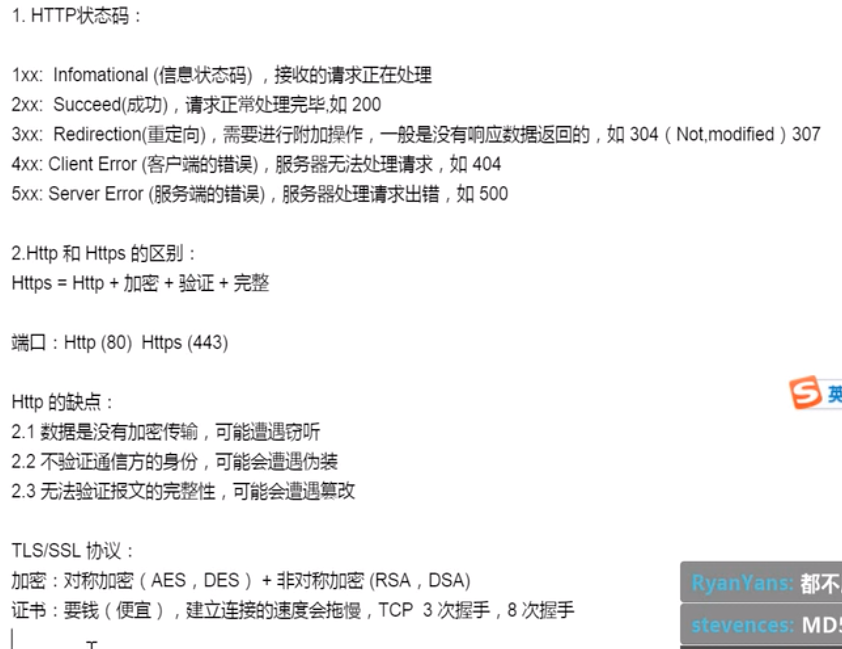 1. HTTP状态码：
1xx: Infomational (信息状态码) ，接收的请求正在处理
2xx: Succeed(成功)，请求正常处理完毕,如 200
3xx: Redirection(重定向)，需要进行附加操作，一般是没有响应数据返回的，如 304（Not,modified）307
4xx: Client Error (客户端的错误)，服务器无法处理请求，如 404
5xx: Server Error (服务端的错误)，服务器处理请求出错，如 500
2.Http 和 Https 的区别：
Https = Http + 加密 + 验证 + 完整
端口：Http (80) Https (443)
Http 的缺点：
2.1 数据是没有加密传输，可能遭遇窃听
2.2 不验证通信方的身份，可能会遭遇伪装
2.3 无法验证报文的完整性，可能会遭遇篡改
TLS/SSL 协议：
加密：对称加密（AES，DES）+ 非对称加密 (RSA，DSA)
证书：要钱（便宜），建立连接的速度会拖慢，TCP 3 次握手，8 次握手
S 英
RyanYans: 都不
stevences: MD5